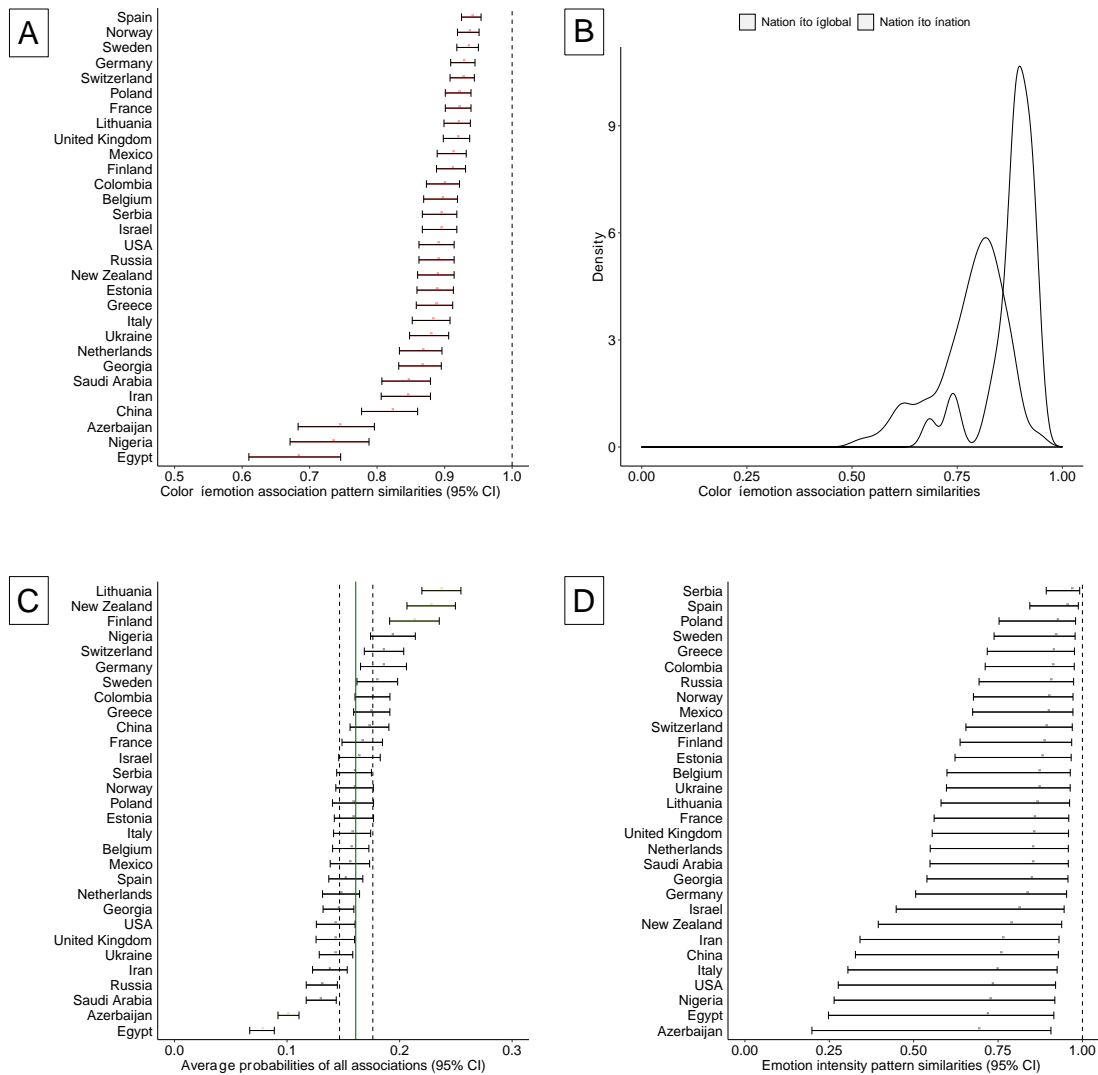 A
Spain
Norway
Sweden
Germany
Switzerland
Poland
France
Lithuania
United Kingdom
Mexico
Finland
Colombia
Belgium
Serbia
Israel
USA
Russia
New Zealand
Estonia
Greece
Italy
Ukraine
Netherlands
Georgia
Saudi Arabia
Iran
China
Azerbaijan
Nigeria
Egypt
0.5 0.6 0.7 0.8 0.9 1.0
Color íemotion association pattern similarities (95% CI)
B
Nation íto íglobal Nation íto ínation
Density
9
6
3
0
0.00 0.25 0.50 0.75 1.00
Color íemotion association pattern similarities
C
Lithuania
New Zealand
Finland
Nigeria
Switzerland
Germany
Sweden
Colombia
Greece
China
France
Israel
Serbia
Norway
Poland
Estonia
Italy
Belgium
Mexico
Spain
Netherlands
Georgia
USA
United Kingdom
Ukraine
Iran
Russia
Saudi Arabia
Azerbaijan
Egypt
0.0 0.1 0.2 0.3
Average probabilities of all associations (95% CI)
D
Serbia
Spain
Poland
Sweden
Greece
Colombia
Russia
Norway
Mexico
Switzerland
Finland
Estonia
Belgium
Ukraine
Lithuania
France
United Kingdom
Netherlands
Saudi Arabia
Georgia
Germany
Israel
New Zealand
Iran
China
Italy
USA
Nigeria
Egypt
Azerbaijan
0.00 0.25 0.50 0.75 1.00
Emotion intensity pattern similarities (95% CI)